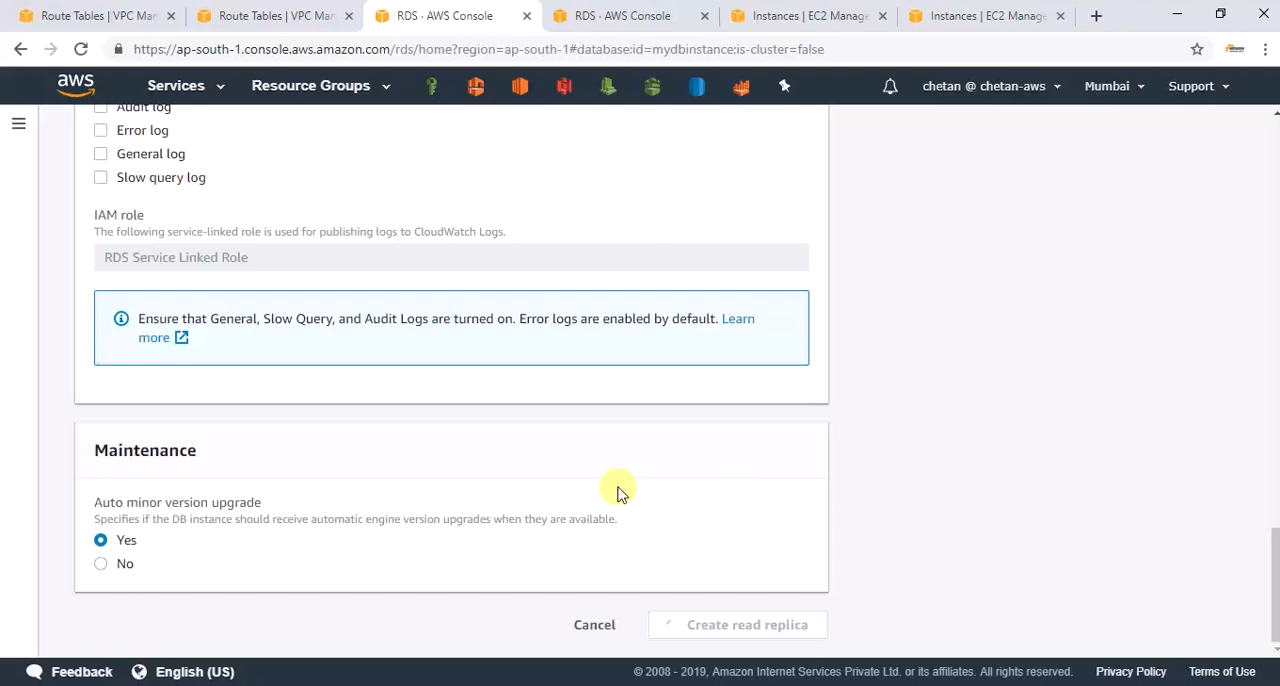 Route Tables | VPC Man
Route Tables | VPC Man
RDS · AWS Console
RDS · AWS Console
Instances | EC2 Manage
Instances | EC2 Manage
https://ap-south-1.console.aws.amazon.com/rds/home?region=ap-south-1#database:id=mydbinstance;is-cluster=false
aws
Services
Resource Groups
chetan @ chetan-aws
Mumbai
Support
Audit log
Error log
General log
Slow query log
IAM role
The following service-linked role is used for publishing logs to CloudWatch Logs.
RDS Service Linked Role
Ensure that General, Slow Query, and Audit Logs are turned on. Error logs are enabled by default. Learn
more
Maintenance
Auto minor version upgrade
Specifies if the DB instance should receive automatic engine version upgrades when they are available.
Yes
No
Cancel
Create read replica
Feedback
English (US)
© 2008 - 2019, Amazon Internet Services Private Ltd. or its affiliates. All rights reserved.
Privacy Policy
Terms of Use